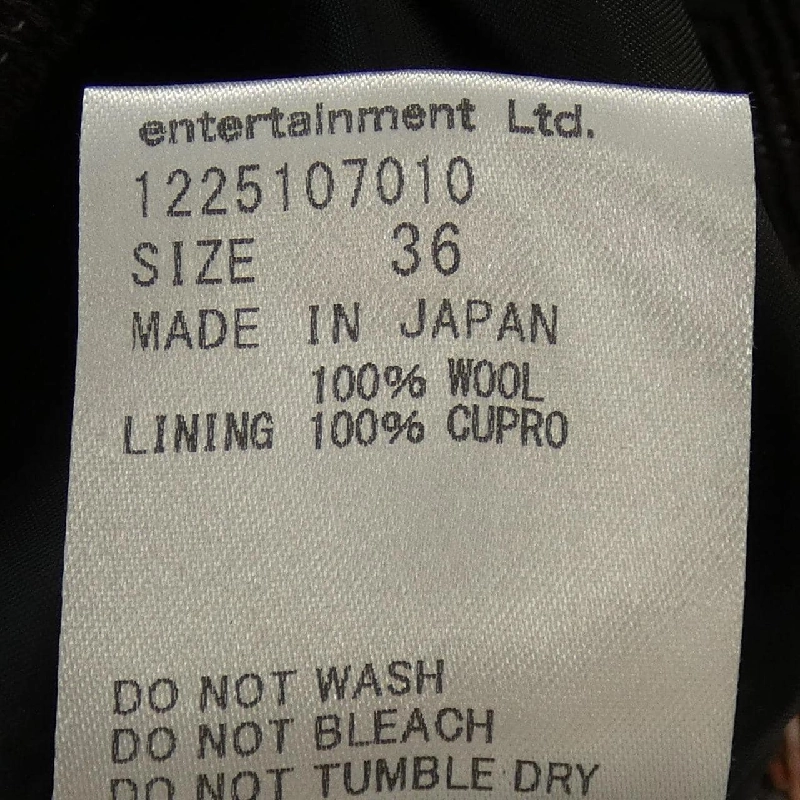 entertainment Ltd.
1225107010
SIZE 36
MADE IN JAPAN
100% WOOL
LINING 100% CUPRO
DO NOT WASH
DO NOT BLEACH
DO NOT TUMBLE DRY